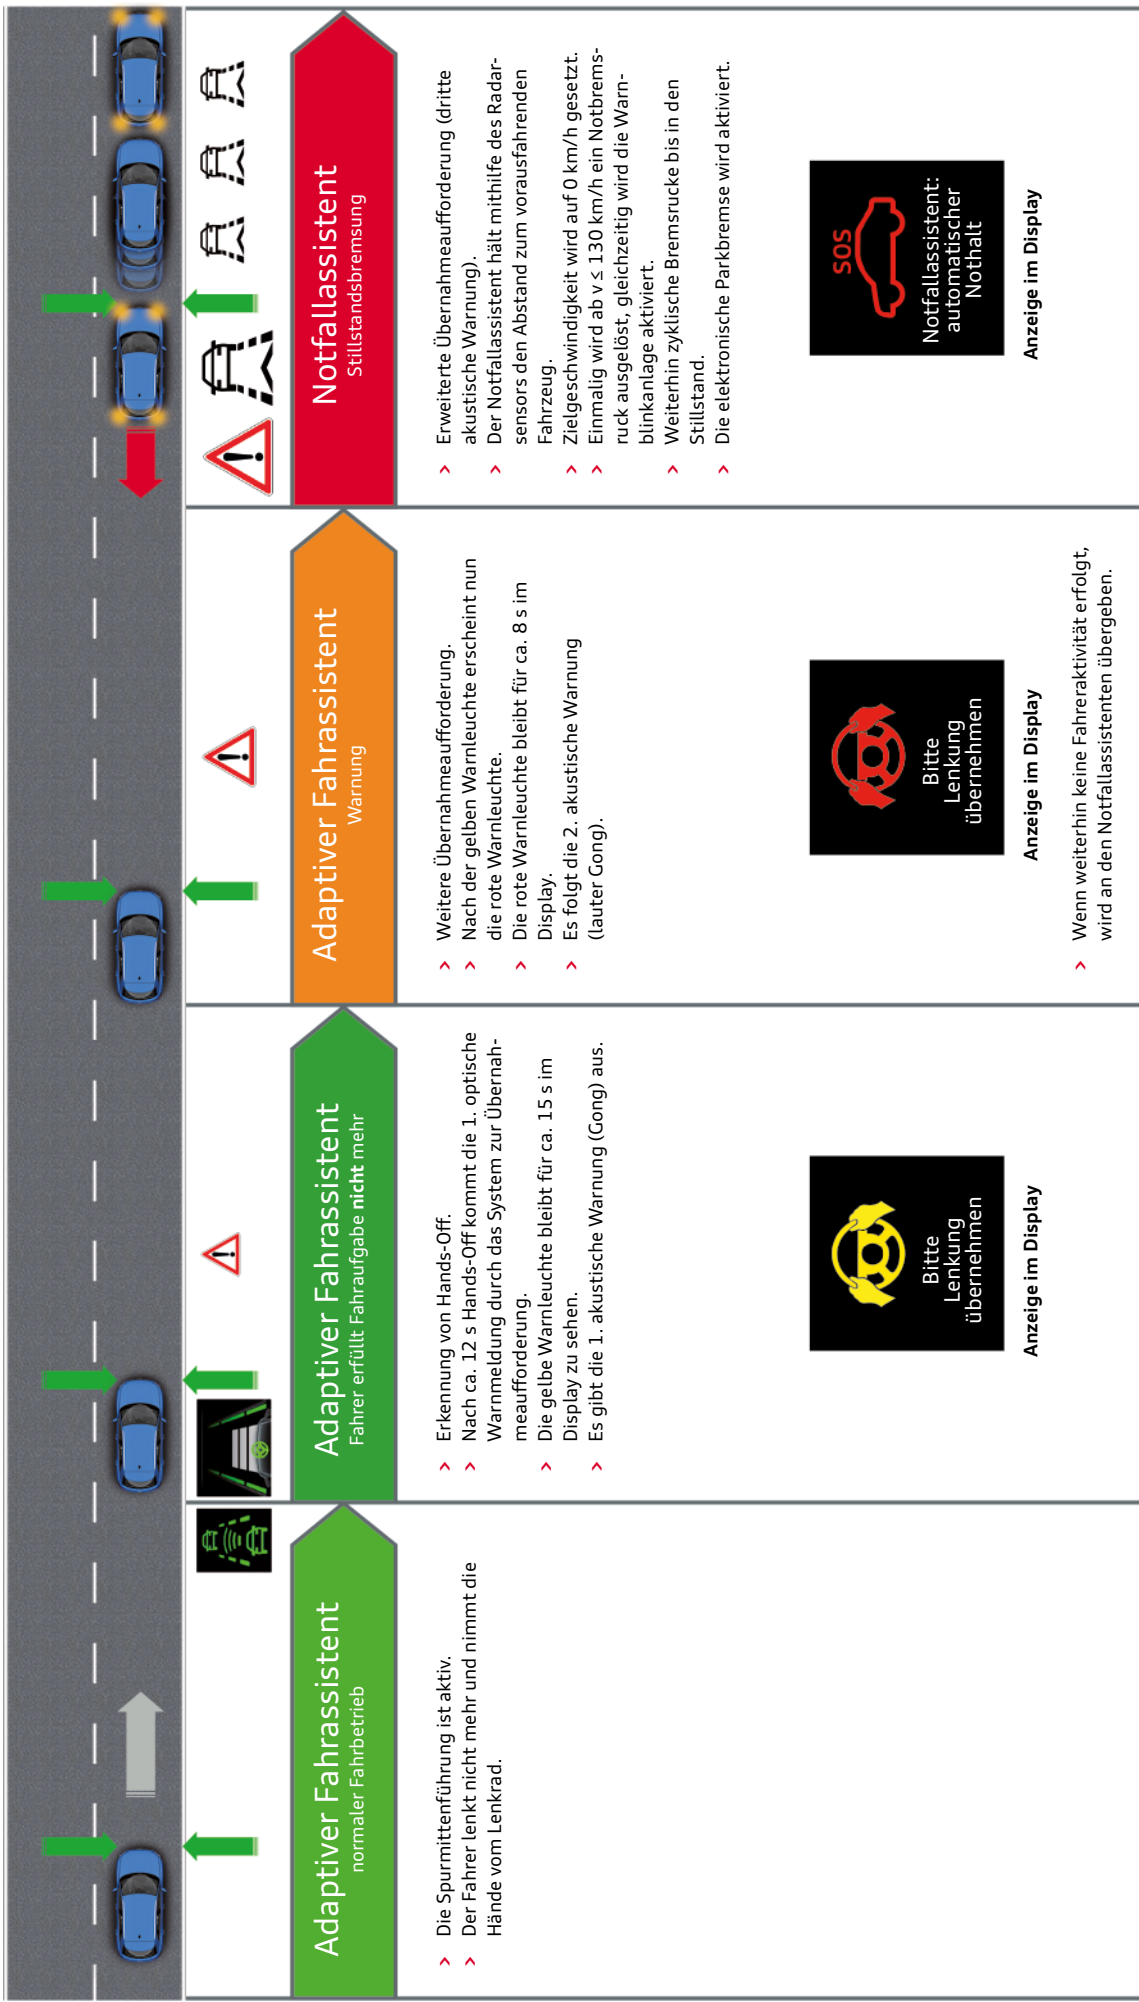 Adaptiver Fahrassistent
normaler Fahrbetrieb
> Die Spurmittenführung ist aktiv.
> Der Fahrer lenkt nicht mehr und nimmt die
Hände vom Lenkrad.
Adaptiver Fahrassistent
Fahrer erfüllt Fahraufgabe nicht mehr
> Erkennung von Hands-Off.
> Nach ca. 12 s Hands-Off kommt die 1. optische
Warnmeldung durch das System zur Übernah-
meaufforderung.
> Die gelbe Warnleuchte bleibt für ca. 15 s im
Display zu sehen.
> Es gibt die 1. akustische Warnung (Gong) aus.
Bitte
Lenkung
übernehmen
Anzeige im Display
Adaptiver Fahrassistent
Warnung
> Weitere Übernahmeaufforderung.
> Nach der gelben Warnleuchte erscheint nun
die rote Warnleuchte.
> Die rote Warnleuchte bleibt für ca. 8 s im
Display.
> Es folgt die 2. akustische Warnung
(lauter Gong).
Bitte
Lenkung
übernehmen
Anzeige im Display
> Wenn weiterhin keine Fahreraktivität erfolgt,
wird an den Notfallassistenten übergeben.
Notfallassistent
Stillstandsbremsung
> Erweiterte Übernahmeaufforderung (dritte
akustische Warnung).
> Der Notfallassistent hält mithilfe des Radar-
sensors den Abstand zum vorausfahrenden
Fahrzeug.
> Zielgeschwindigkeit wird auf 0 km/h gesetzt.
> Einmalig wird ab v ≤ 130 km/h ein Notbrems-
ruck ausgelöst, gleichzeitig wird die Warn-
blinkanlage aktiviert.
> Weiterhin zyklische Bremsrucke bis in den
Stillstand.
> Die elektronische Parkbremse wird aktiviert.
SOS
Notfallassistent:
automatischer
Nothalt
Anzeige im Display